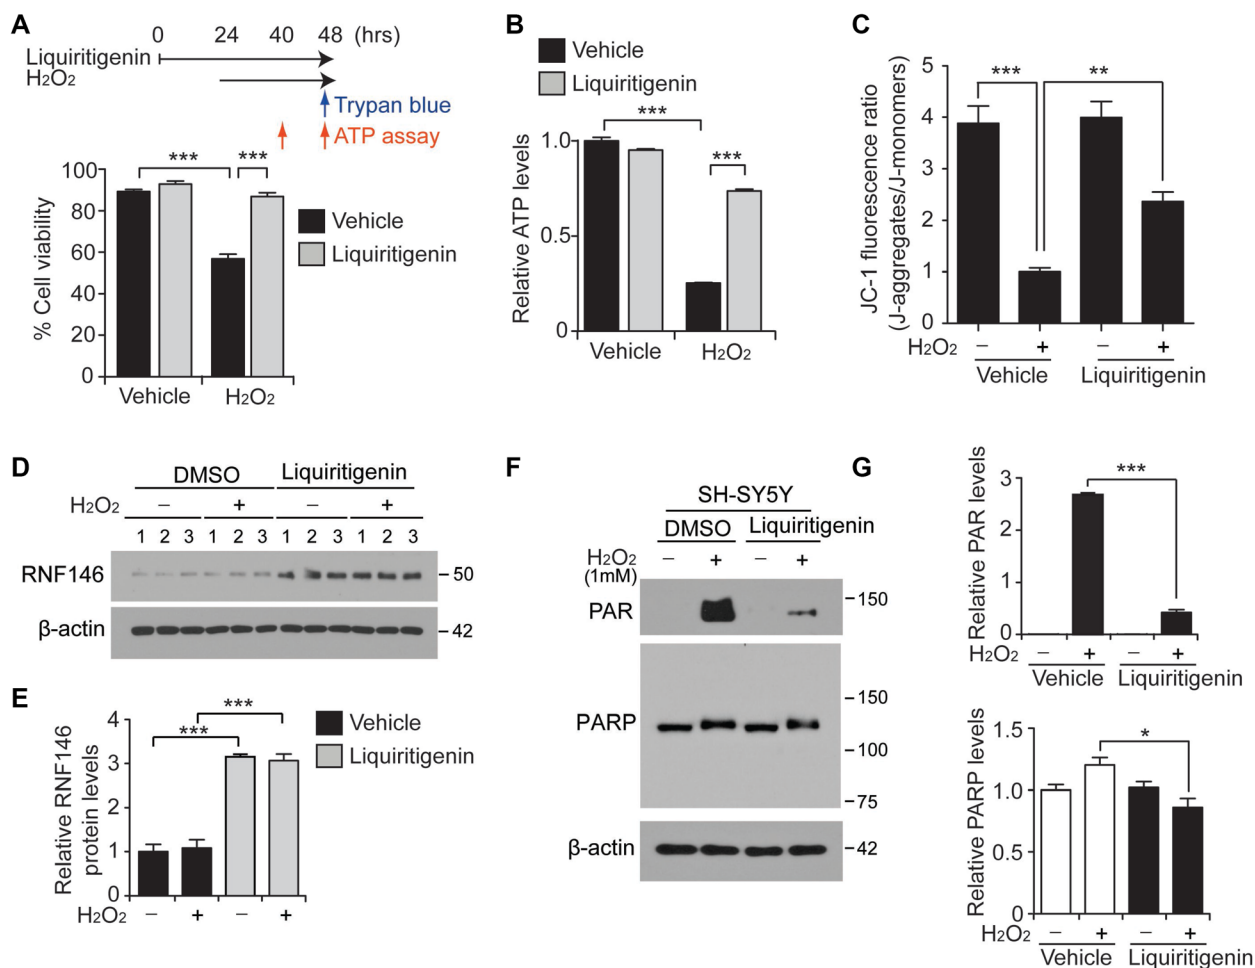 A
0 24 40 48 (hrs)
Liquiritigenin
H2O2
Trypan blue
ATP assay
% Cell viability
100
80
60
40
20
0
*** ***
Vehicle
Liquiritigenin
Vehicle H2O2
B
Vehicle
Liquiritigenin
Relative ATP levels
1.0
0.5
0
***
***
Vehicle H2O2
C
JC-1 fluorescence ratio
(J-aggregates/J-monomers)
5
4
3
2
1
0
*** **
H2O2 – + – +
Vehicle Liquiritigenin
D
DMSO Liquiritigenin
H2O2 – + – +
1 2 3 1 2 3 1 2 3 1 2 3
RNF146 – 50
β-actin – 42
E
Relative RNF146
protein levels
4
3
2
1
0
***
***
Vehicle
Liquiritigenin
H2O2 – + – +
F
SH-SY5Y
DMSO Liquiritigenin
H2O2 – + – +
(1mM)
PAR –150
PARP
–150
–100
–75
β-actin –42
G
Relative PAR levels
3
2
1
0
***
H2O2 – + – +
Vehicle Liquiritigenin
Relative PARP levels
1.5
1.0
0.5
0
*
H2O2 – + – +
Vehicle Liquiritigenin